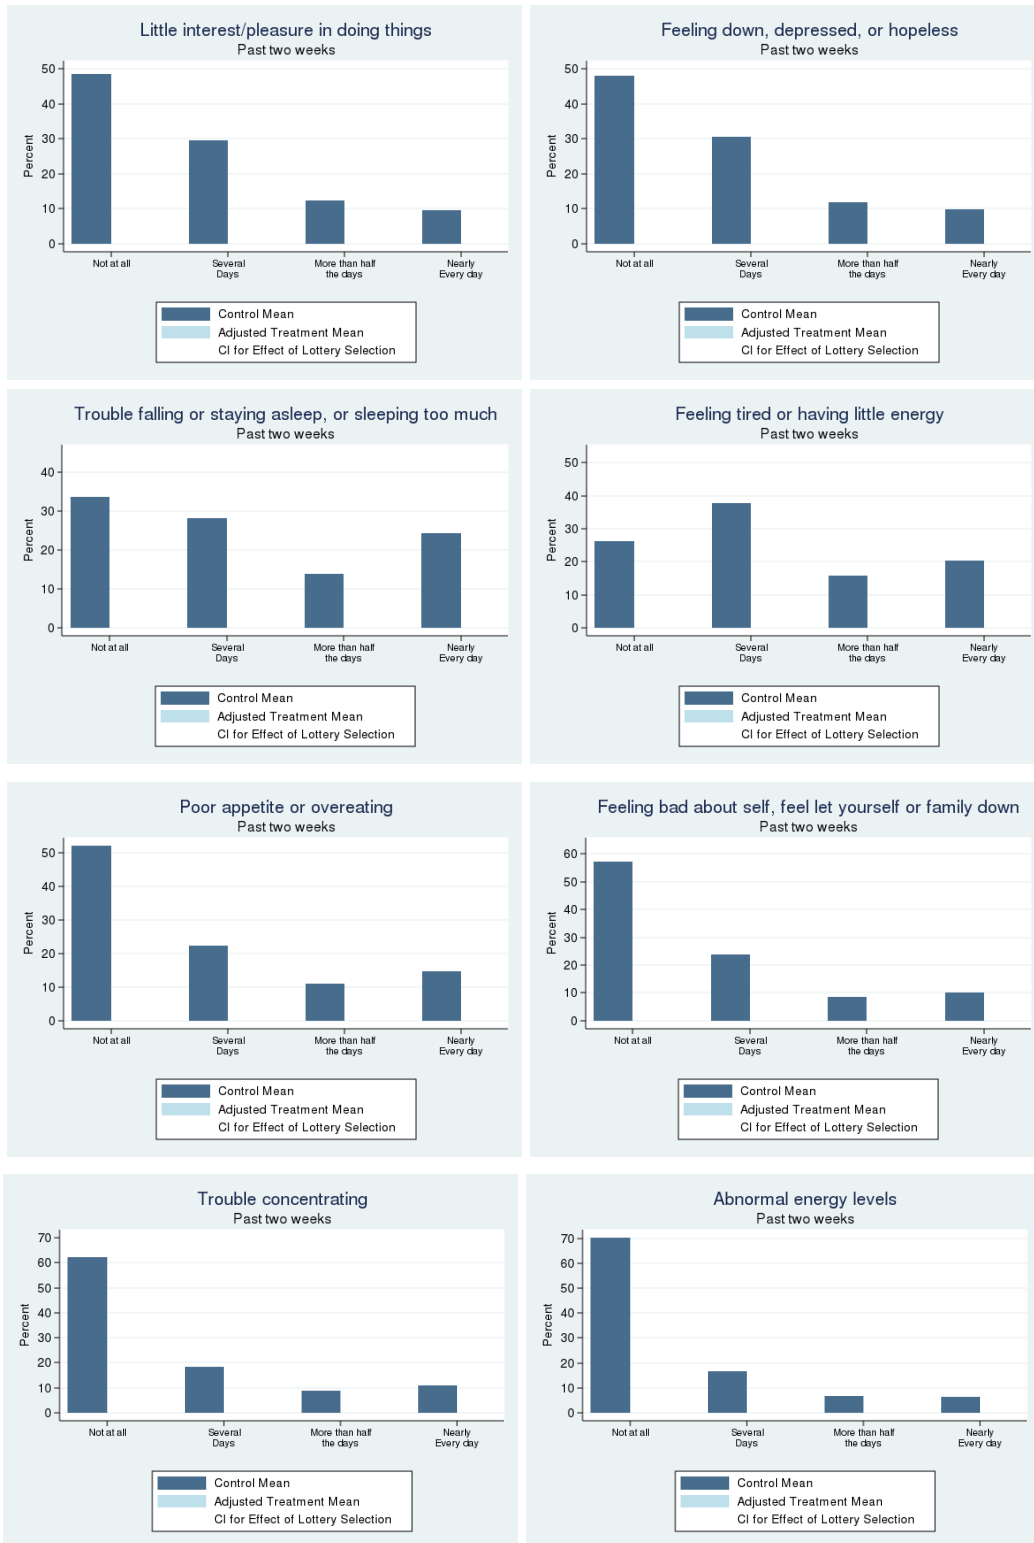 Little interest/pleasure in doing things
Past two weeks
50
40
30
20
10
0
Percent
Not at all
Several
Days
More than half
the days
Nearly
Every day
Control Mean
Adjusted Treatment Mean
CI for Effect of Lottery Selection
Feeling down, depressed, or hopeless
Past two weeks
50
40
30
20
10
0
Percent
Not at all
Several
Days
More than half
the days
Nearly
Every day
Control Mean
Adjusted Treatment Mean
CI for Effect of Lottery Selection
Trouble falling or staying asleep, or sleeping too much
Past two weeks
40
30
20
10
0
Percent
Not at all
Several
Days
More than half
the days
Nearly
Every day
Control Mean
Adjusted Treatment Mean
CI for Effect of Lottery Selection
Feeling tired or having little energy
Past two weeks
50
40
30
20
10
0
Percent
Not at all
Several
Days
More than half
the days
Nearly
Every day
Control Mean
Adjusted Treatment Mean
CI for Effect of Lottery Selection
Poor appetite or overeating
Past two weeks
50
40
30
20
10
0
Percent
Not at all
Several
Days
More than half
the days
Nearly
Every day
Control Mean
Adjusted Treatment Mean
CI for Effect of Lottery Selection
Feeling bad about self, feel let yourself or family down
Past two weeks
60
50
40
30
20
10
0
Percent
Not at all
Several
Days
More than half
the days
Nearly
Every day
Control Mean
Adjusted Treatment Mean
CI for Effect of Lottery Selection
Trouble concentrating
Past two weeks
70
60
50
40
30
20
10
0
Percent
Not at all
Several
Days
More than half
the days
Nearly
Every day
Control Mean
Adjusted Treatment Mean
CI for Effect of Lottery Selection
Abnormal energy levels
Past two weeks
70
60
50
40
30
20
10
0
Percent
Not at all
Several
Days
More than half
the days
Nearly
Every day
Control Mean
Adjusted Treatment Mean
CI for Effect of Lottery Selection